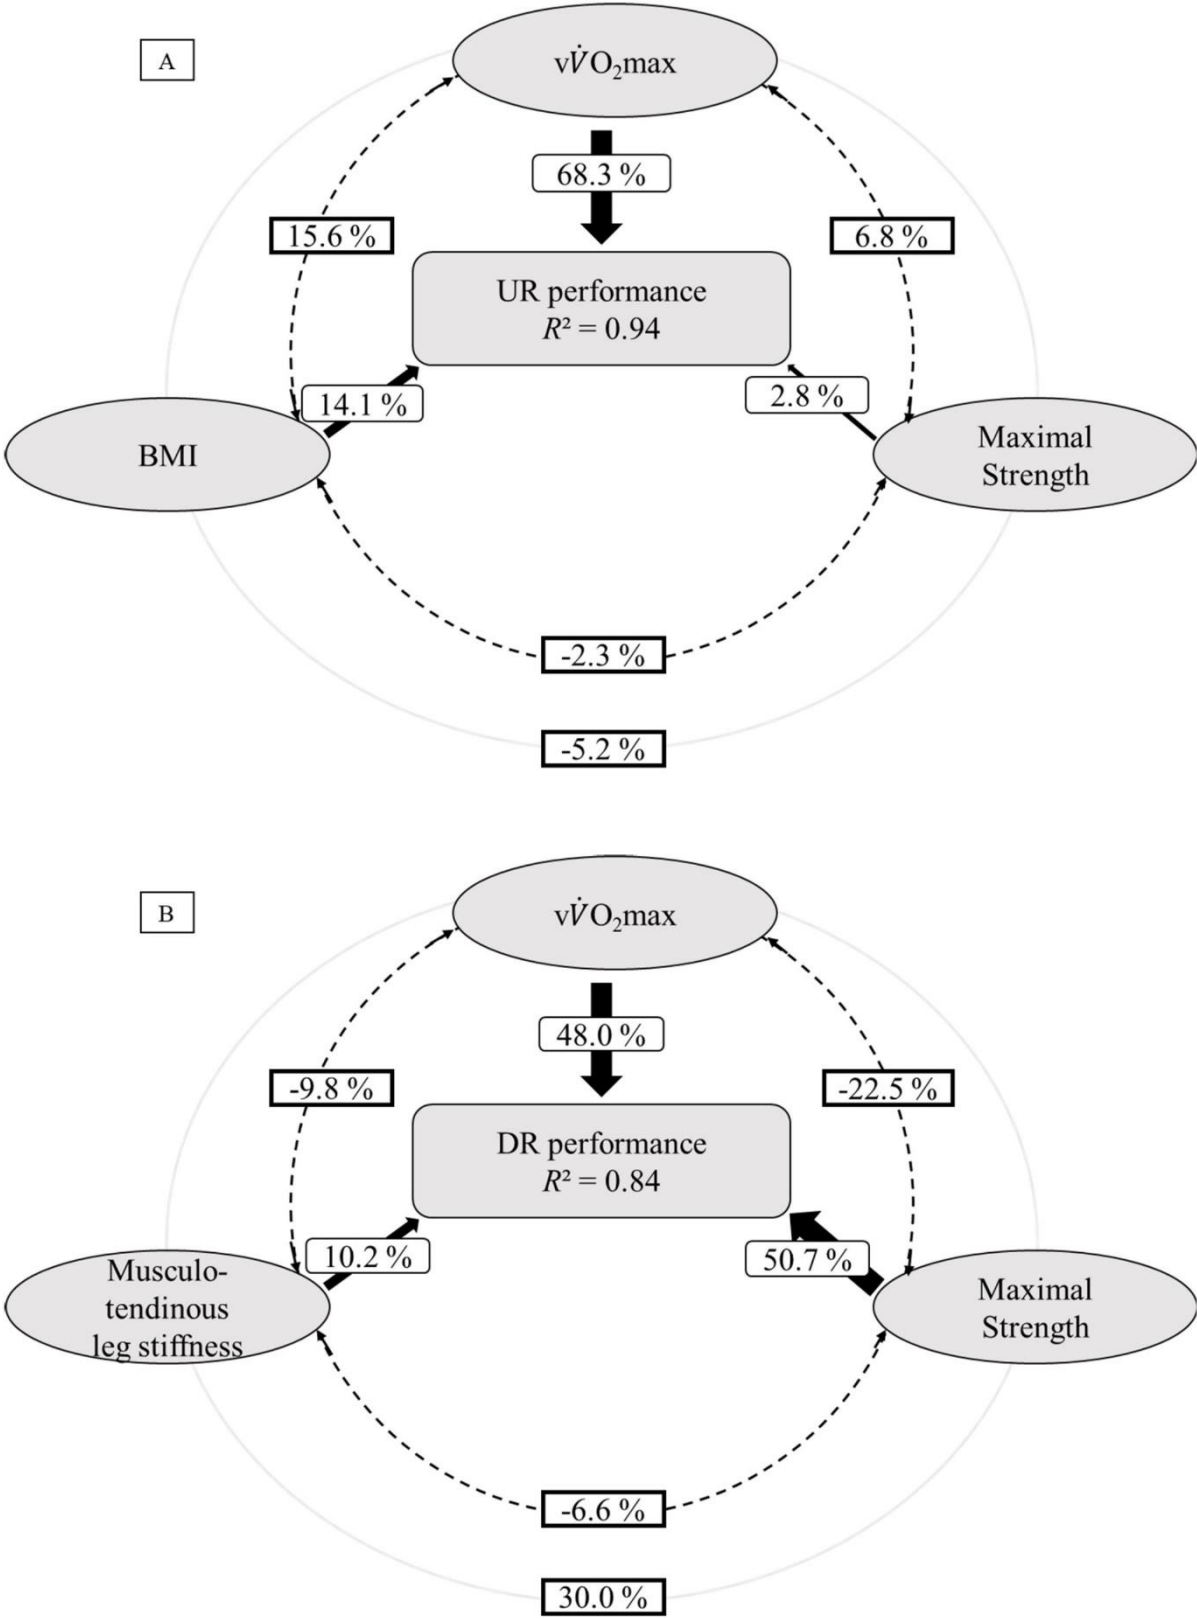 A
vV̇O₂max
68.3 %
15.6 %
6.8 %
UR performance
R² = 0.94
14.1 %
2.8 %
BMI
Maximal
Strength
-2.3 %
-5.2 %
B
vV̇O₂max
48.0 %
-9.8 %
-22.5 %
DR performance
R² = 0.84
10.2 %
50.7 %
Musculo-
tendinous
leg stiffness
Maximal
Strength
-6.6 %
30.0 %